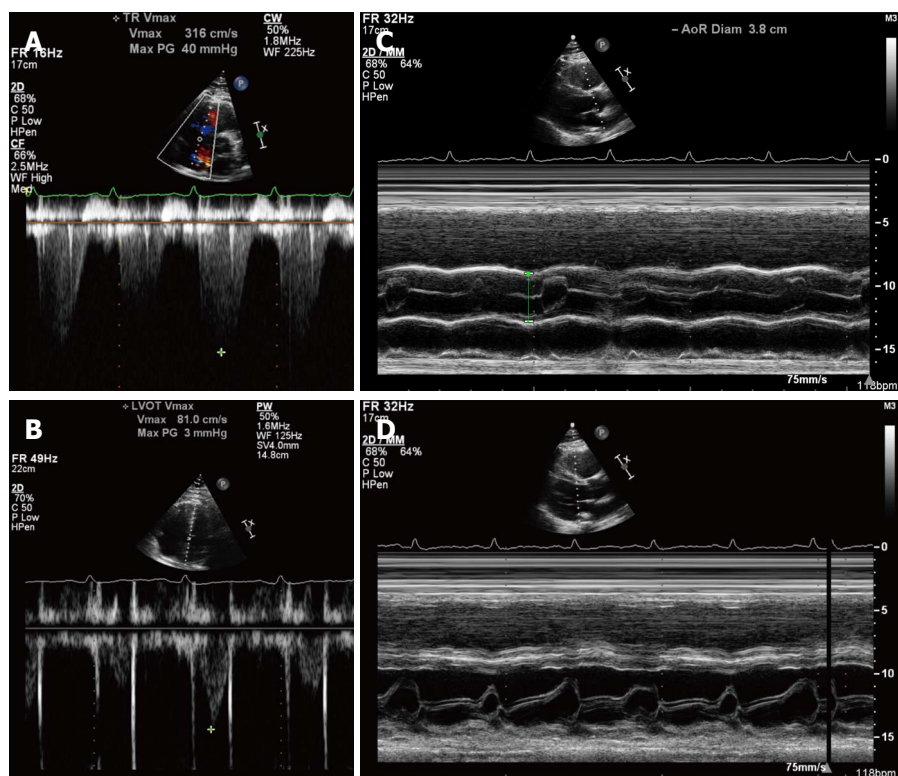 A
TR Vmax
Vmax 316 cm/s
Max PG 40 mmHg
CW
50%
1.8MHz
WF 225Hz
FR 16Hz
17cm
2D
68%
C 50
P Low
HPen
CF
66%
2.5MHz
WF High
Med
P
C
FR 32Hz
17cm
2D / MM
68% 64%
C 50
P Low
HPen
AoR Diam 3.8 cm
M3
P
0
5
10
15
75mm/s
118bpm
B
LVOT Vmax
Vmax 81.0 cm/s
Max PG 3 mmHg
PW
50%
1.6MHz
WF 125Hz
SV4.0mm
14.8cm
FR 49Hz
22cm
2D
70%
C 50
P Low
HPen
P
D
FR 32Hz
17cm
2D / MM
68% 64%
C 50
P Low
HPen
M3
P
0
5
10
15
75mm/s
118bpm